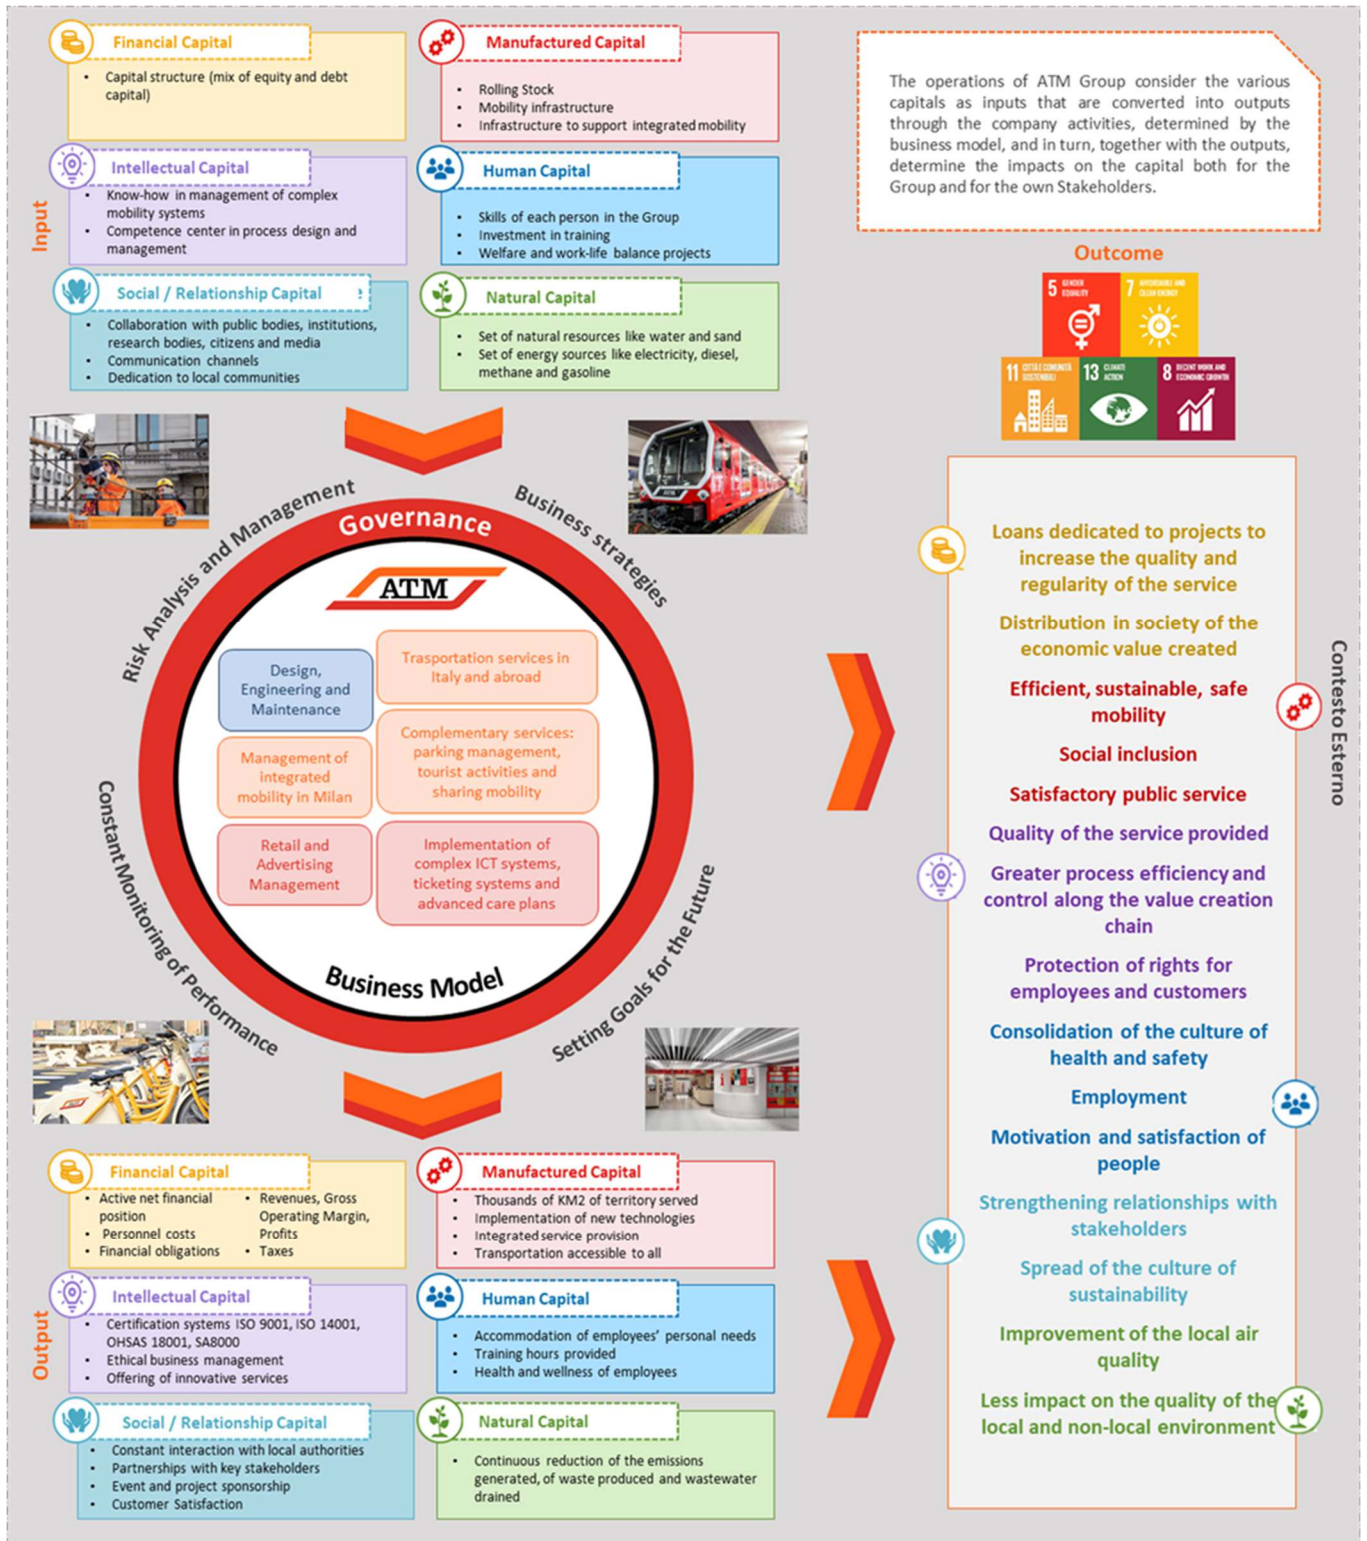 Input
Financial Capital
• Capital structure (mix of equity and debt
capital)
Manufactured Capital
• Rolling Stock
• Mobility infrastructure
• Infrastructure to support integrated mobility
Intellectual Capital
• Know-how in management of complex
mobility systems
• Competence center in process design and
management
Human Capital
• Skills of each person in the Group
• Investment in training
• Welfare and work-life balance projects
Social / Relationship Capital
• Collaboration with public bodies, institutions,
research bodies, citizens and media
• Communication channels
• Dedication to local communities
Natural Capital
• Set of natural resources like water and sand
• Set of energy sources like electricity, diesel,
methane and gasoline
The operations of ATM Group consider the various
capitals as inputs that are converted into outputs
through the company activities, determined by the
business model, and in turn, together with the outputs,
determine the impacts on the capital both for the
Group and for the own Stakeholders.
Risk Analysis and Management
Business strategies
Constant Monitoring of Performance
Setting Goals for the Future
Governance
ATM
Design,
Engineering and
Maintenance
Trasportation services in
Italy and abroad
Management of
integrated
mobility in Milan
Complementary services:
parking management,
tourist activities and
sharing mobility
Retail and
Advertising
Management
Implementation of
complex ICT systems,
ticketing systems and
advanced care plans
Business Model
Output
Financial Capital
• Active net financial
position
• Personnel costs
• Financial obligations
• Revenues, Gross
Operating Margin,
Profits
• Taxes
Manufactured Capital
• Thousands of KM2 of territory served
• Implementation of new technologies
• Integrated service provision
• Transportation accessible to all
Intellectual Capital
• Certification systems ISO 9001, ISO 14001,
OHSAS 18001, SA8000
• Ethical business management
• Offering of innovative services
Human Capital
• Accommodation of employees' personal needs
• Training hours provided
• Health and wellness of employees
Social / Relationship Capital
• Constant interaction with local authorities
• Partnerships with key stakeholders
• Event and project sponsorship
• Customer Satisfaction
Natural Capital
• Continuous reduction of the emissions
generated, of waste produced and wastewater
drained
Outcome
5 GENDER
EQUALITY
7 AFFORDABLE AND
CLEAN ENERGY
11 CITTÀ E COMUNITÀ
SOSTENIBILI
13 CLIMATE
ACTION
8 DECENT WORK AND
ECONOMIC GROWTH
Loans dedicated to projects to
increase the quality and
regularity of the service
Distribution in society of the
economic value created
Efficient, sustainable, safe
mobility
Social inclusion
Satisfactory public service
Quality of the service provided
Greater process efficiency and
control along the value creation
chain
Protection of rights for
employees and customers
Consolidation of the culture of
health and safety
Employment
Motivation and satisfaction of
people
Strengthening relationships with
stakeholders
Spread of the culture of
sustainability
Improvement of the local air
quality
Less impact on the quality of the
local and non-local environment
Contesto Esterno